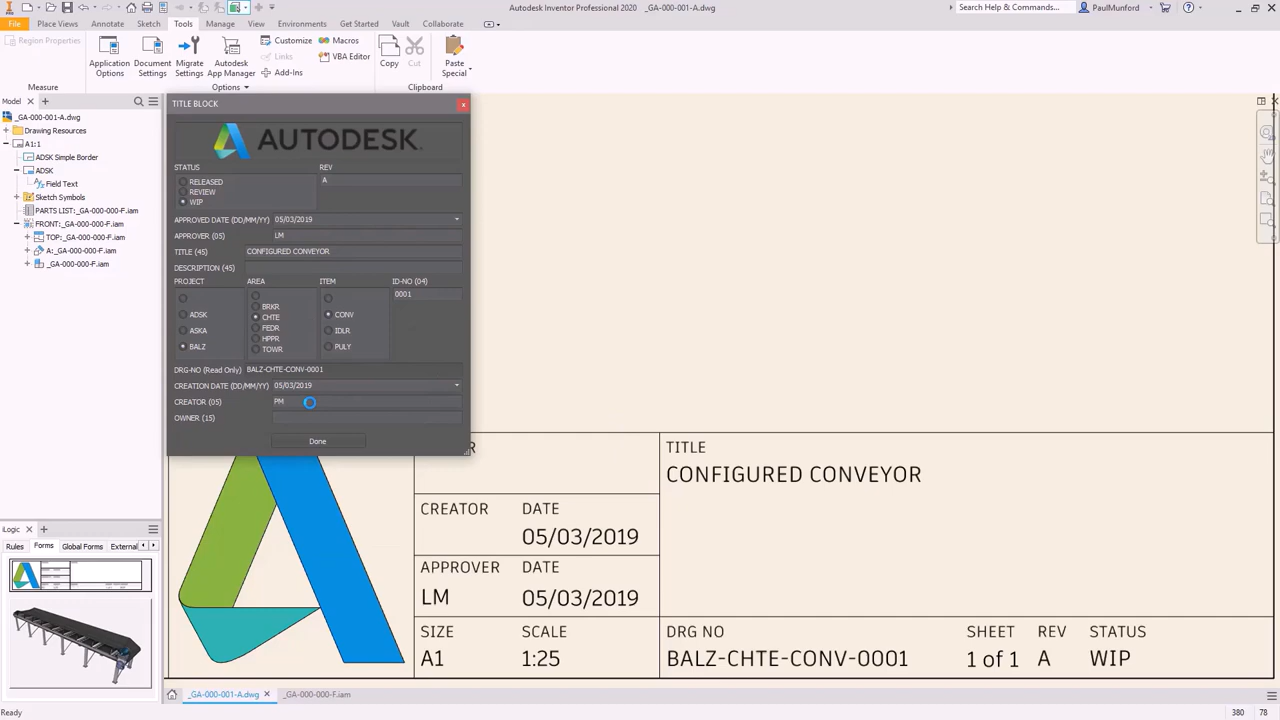 Autodesk Inventor Professional 2020 _GA-000-001-A.dwg
Search Help & Commands...
PaulMunford
File Place Views Annotate Sketch Tools Manage View Environments Get Started Vault Collaborate
Region Properties
Measure
Application Options
Document Settings
Migrate Settings
Autodesk App Manager
Customize
Links
Add-Ins
Macros
VBA Editor
Options
Copy
Cut
Paste Special
Clipboard
Model
_GA-000-001-A.dwg
Drawing Resources
A1:1
ADSK Simple Border
ADSK
Field Text
Sketch Symbols
PARTS LIST:_GA-000-000-F.iam
FRONT:_GA-000-000-F.iam
TOP:_GA-000-000-F.iam
A:_GA-000-000-F.iam
_GA-000-000-F.iam
TITLE BLOCK
AUTODESK.
STATUS REV
RELEASED A
REVIEW
WIP
APPROVED DATE (DD/MM/YY) 05/03/2019
APPROVER (05) LM
TITLE (45) CONFIGURED CONVEYOR
DESCRIPTION (45)
PROJECT AREA ITEM ID-NO (04)
0001
ADSK
ASKA
BALZ
BRKR
CHTE
FEDR
HPPR
TOWR
CONV
IDLR
PULY
DRG-NO (Read Only) BALZ-CHTE-CONV-0001
CREATION DATE (DD/MM/YY) 05/03/2019
CREATOR (05) PM
OWNER (15)
Done
R
TITLE
CONFIGURED CONVEYOR
CREATOR DATE
05/03/2019
APPROVER DATE
LM 05/03/2019
SIZE SCALE
A1 1:25
DRG NO SHEET REV STATUS
BALZ-CHTE-CONV-0001 1 of 1 A WIP
iLogic
Rules Forms Global Forms External
_GA-000-001-A.dwg _GA-000-000-F.iam
Ready 380 78